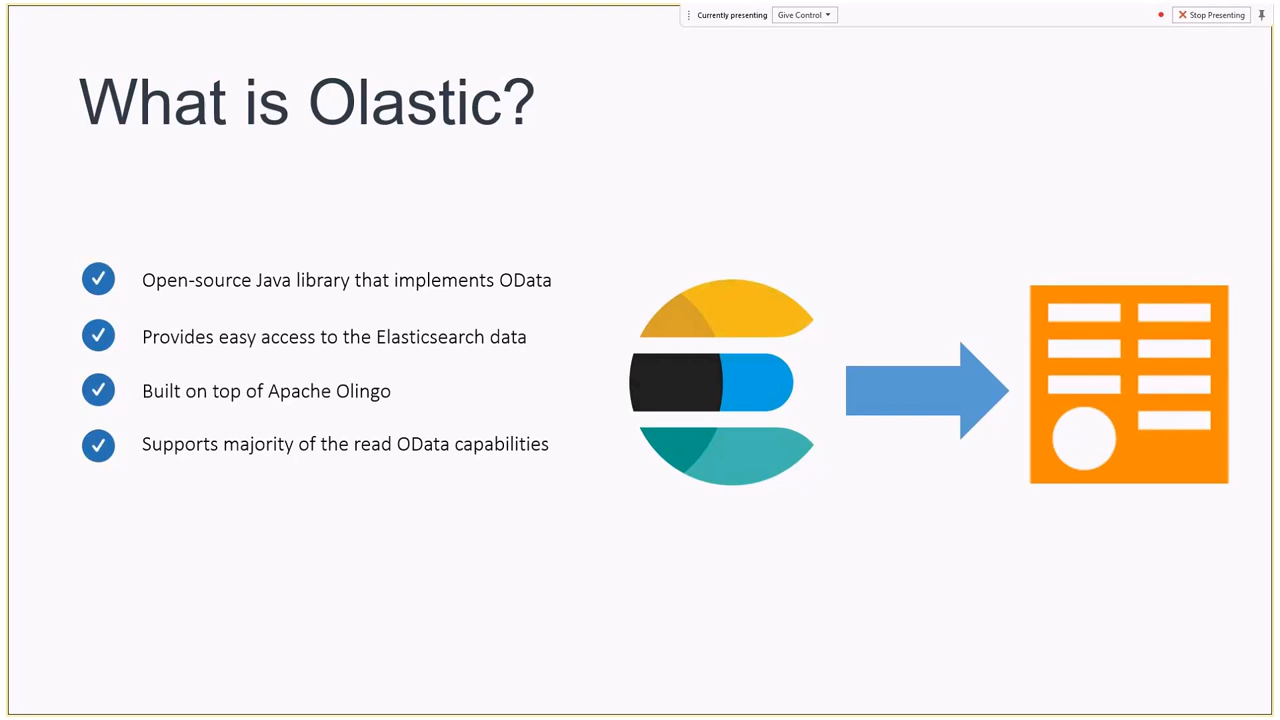 Currently presenting Give Control Stop Presenting
What is Olastic?
Open-source Java library that implements OData
Provides easy access to the Elasticsearch data
Built on top of Apache Olingo
Supports majority of the read OData capabilities